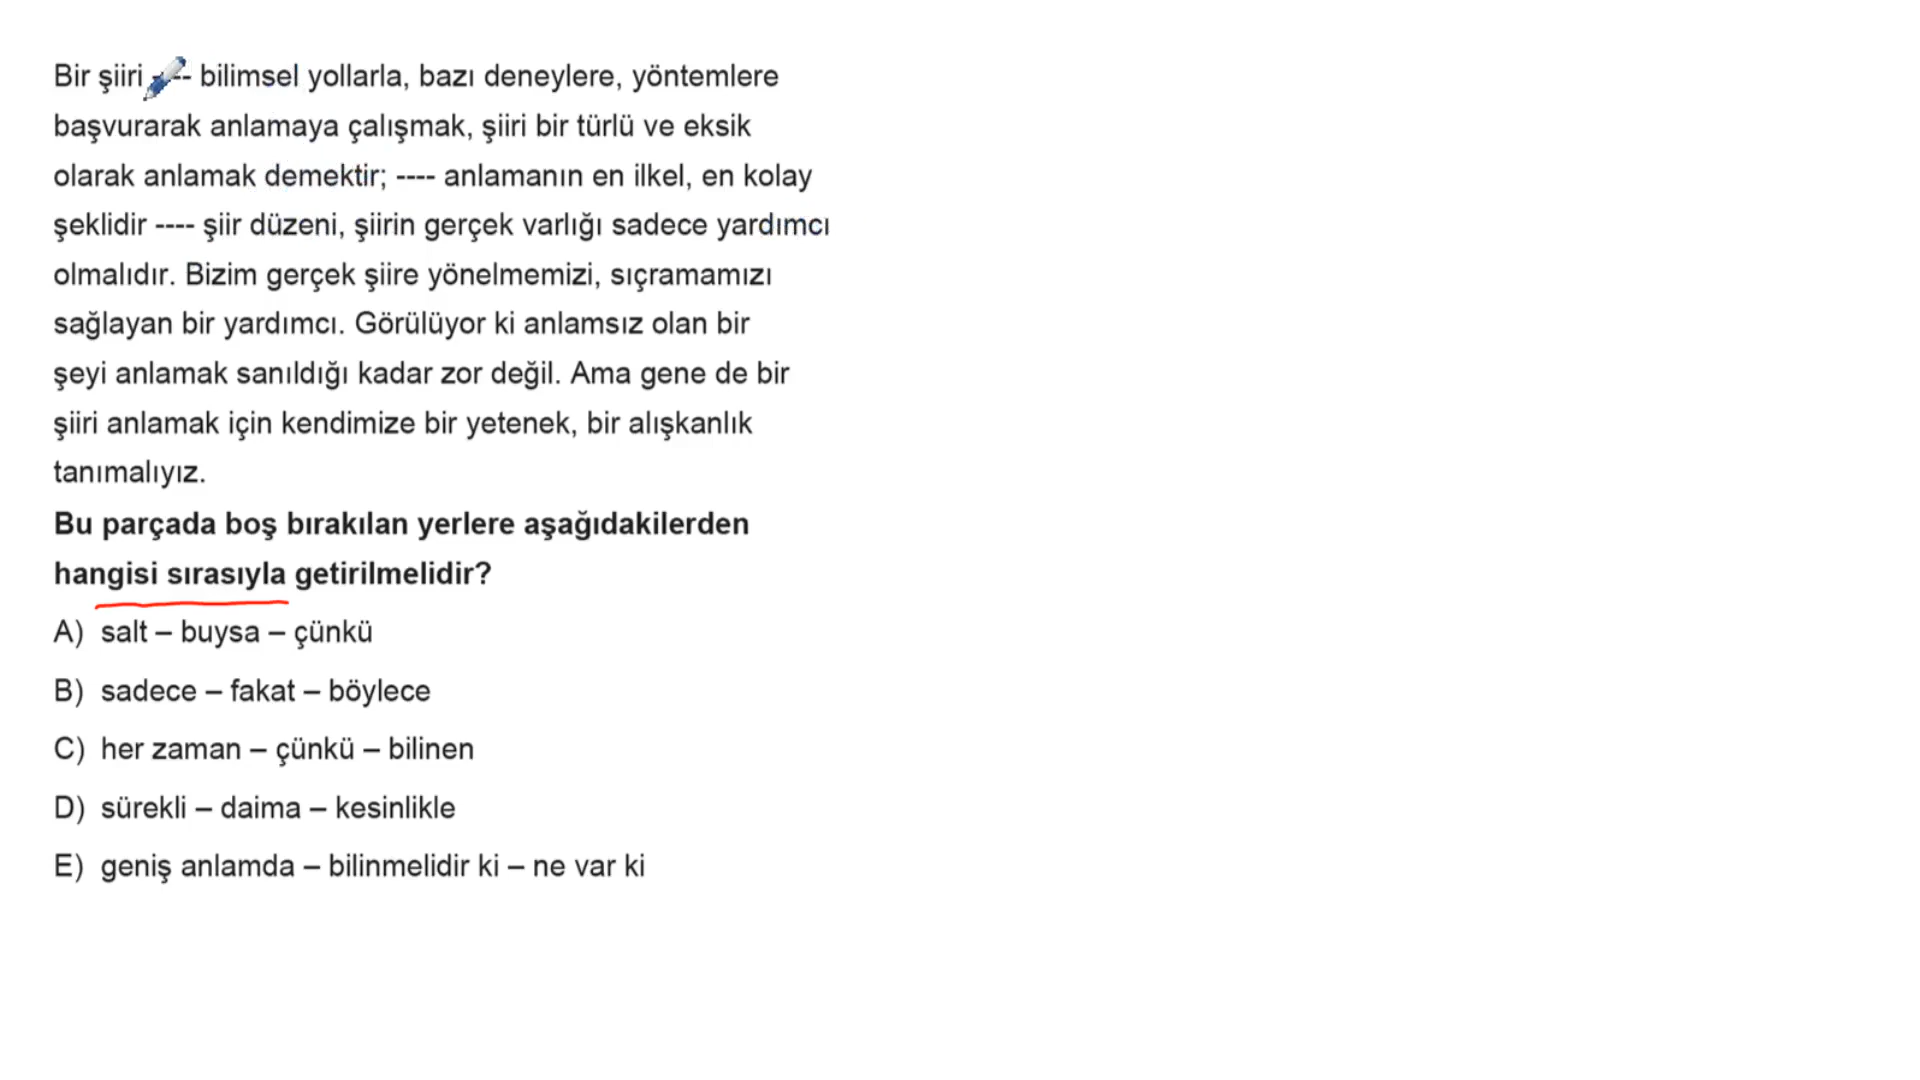 Bir şiiri ---- bilimsel yollarla, bazı deneylere, yöntemlere
başvurarak anlamaya çalışmak, şiiri bir türlü ve eksik
olarak anlamak demektir; ---- anlamanın en ilkel, en kolay
şeklidir ---- şiir düzeni, şiirin gerçek varlığı sadece yardımcı
olmalıdır. Bizim gerçek şiire yönelmemizi, sıçramamızı
sağlayan bir yardımcı. Görülüyor ki anlamsız olan bir
şeyi anlamak sanıldığı kadar zor değil. Ama gene de bir
şiiri anlamak için kendimize bir yetenek, bir alışkanlık
tanımalıyız.
Bu parçada boş bırakılan yerlere aşağıdakilerden
hangisi sırasıyla getirilmelidir?
A) salt – buysa – çünkü
B) sadece – fakat – böylece
C) her zaman – çünkü – bilinen
D) sürekli – daima – kesinlikle
E) geniş anlamda – bilinmelidir ki – ne var ki